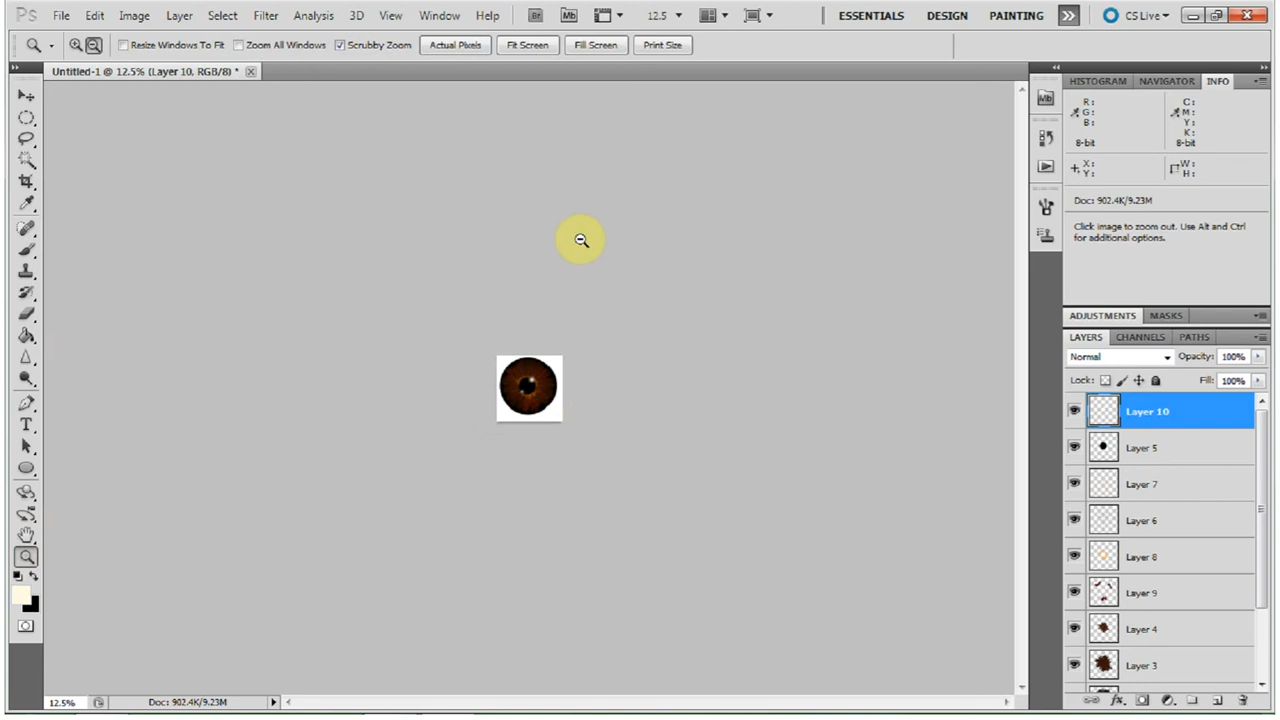 Ps File Edit Image Layer Select Filter Analysis 3D View Window Help Br Mb 12.5 ESSENTIALS DESIGN PAINTING CS Live
Resize Windows To Fit Zoom All Windows Scrubby Zoom Actual Pixels Fit Screen Fill Screen Print Size
Untitled-1 @ 12.5% (Layer 10, RGB/8) *
HISTOGRAM NAVIGATOR INFO
Mb
R: C:
G: M:
B: Y:
K:
8-bit 8-bit
X: W:
Y: H:
Doc: 902.4K/9.23M
Click image to zoom out. Use Alt and Ctrl
for additional options.
ADJUSTMENTS MASKS
LAYERS CHANNELS PATHS
Normal Opacity: 100%
Lock: Fill: 100%
Layer 10
Layer 5
Layer 7
Layer 6
Layer 8
Layer 9
Layer 4
Layer 3
T
fx
12.5% Doc: 902.4K/9.23M